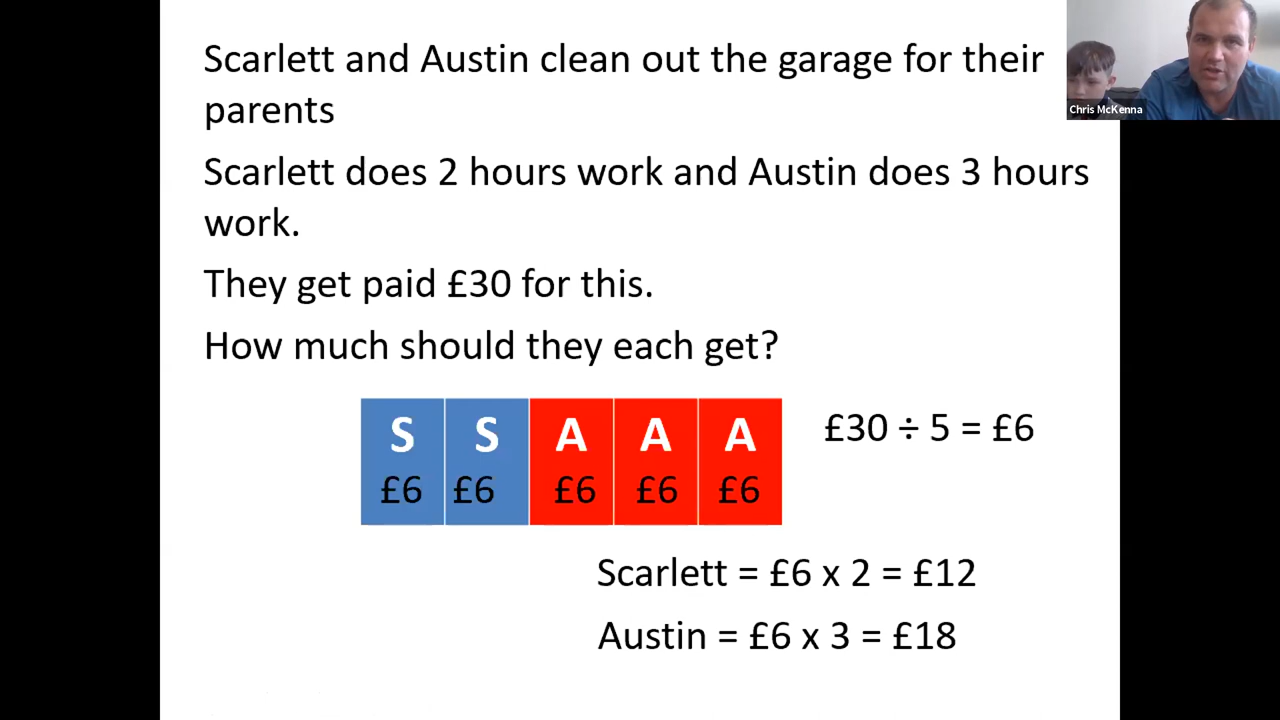 Scarlett and Austin clean out the garage for their
parents
Chris McKenna
Scarlett does 2 hours work and Austin does 3 hours
work.
They get paid £30 for this.
How much should they each get?
S S A A A
£6 £6 £6 £6 £6
£30 ÷ 5 = £6
Scarlett = £6 x 2 = £12
Austin = £6 x 3 = £18